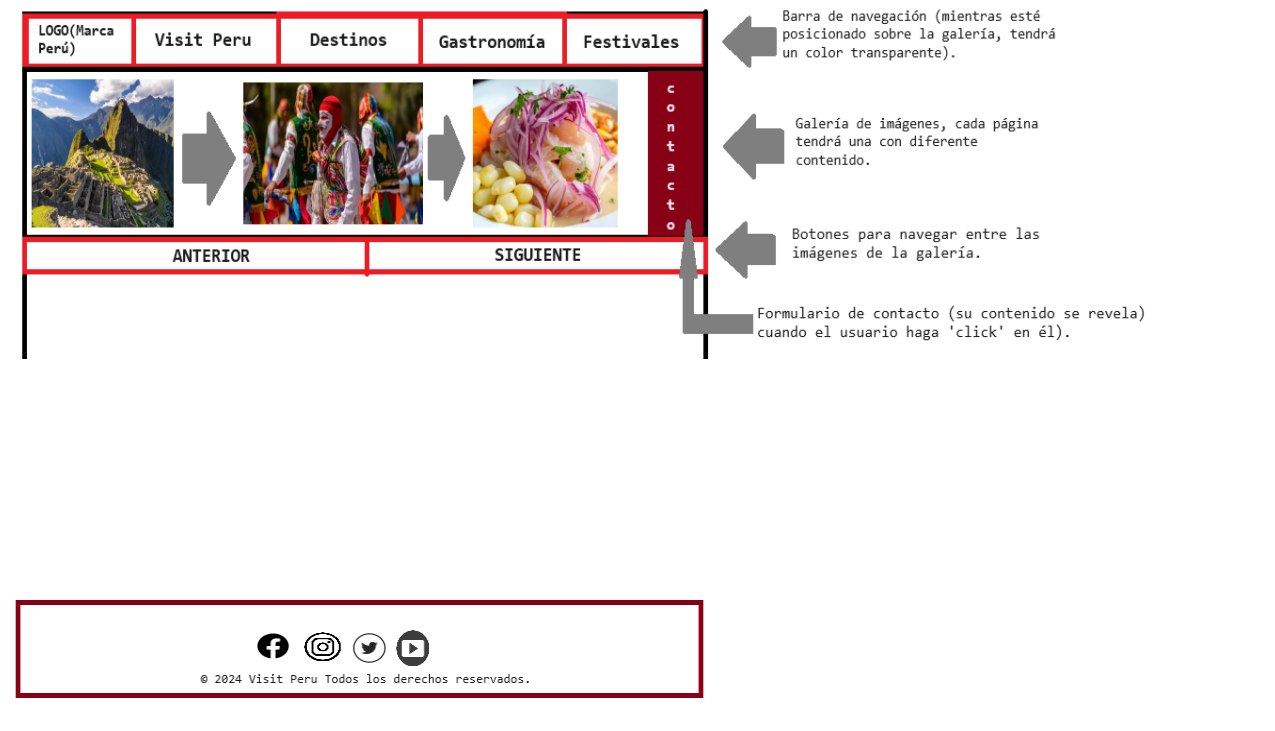 LOGO(Marca
Perú)
Visit Peru
Destinos
Gastronomía
Festivales
Barra de navegación (mientras esté
posicionado sobre la galería, tendrá
un color transparente).
c
o
n
t
a
c
t
o
Galería de imágenes, cada página
tendrá una con diferente
contenido.
ANTERIOR
SIGUIENTE
Botones para navegar entre las
imágenes de la galería.
Formulario de contacto (su contenido se revela)
cuando el usuario haga 'click' en él).
© 2024 Visit Peru Todos los derechos reservados.